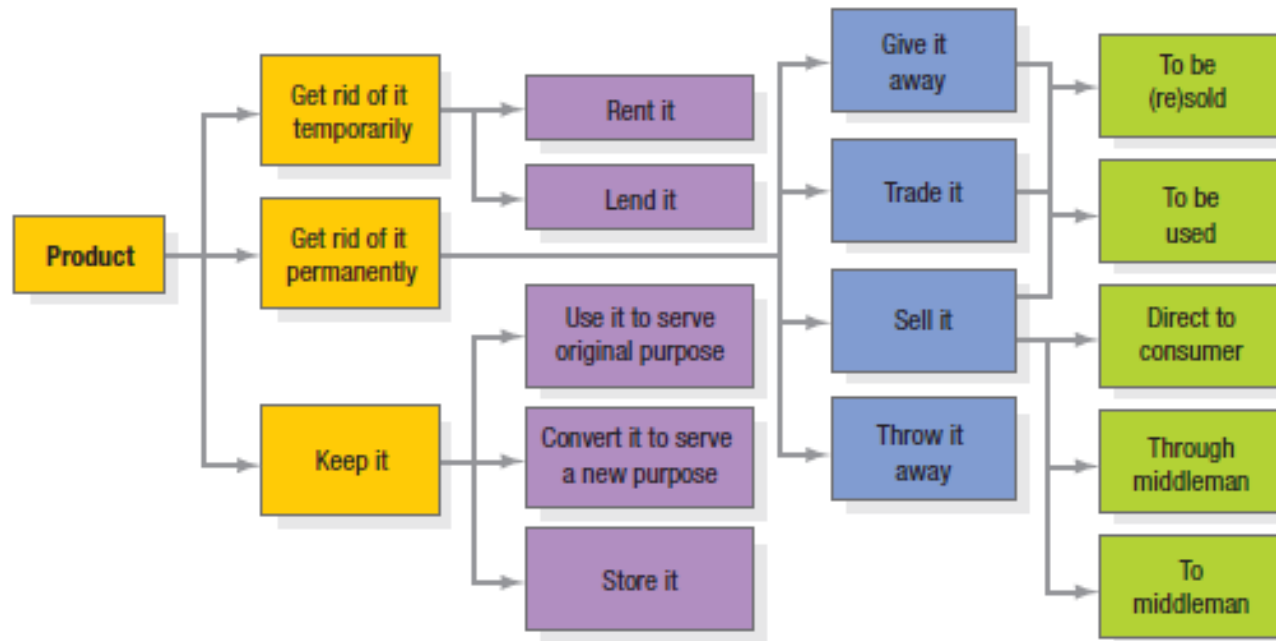 Product
Get rid of it
temporarily
Get rid of it
permanently
Keep it
Rent it
Lend it
Use it to serve
original purpose
Convert it to serve
a new purpose
Store it
Give it
away
Trade it
Sell it
Throw it
away
To be
(re)sold
To be
used
Direct to
consumer
Through
middleman
To
middleman